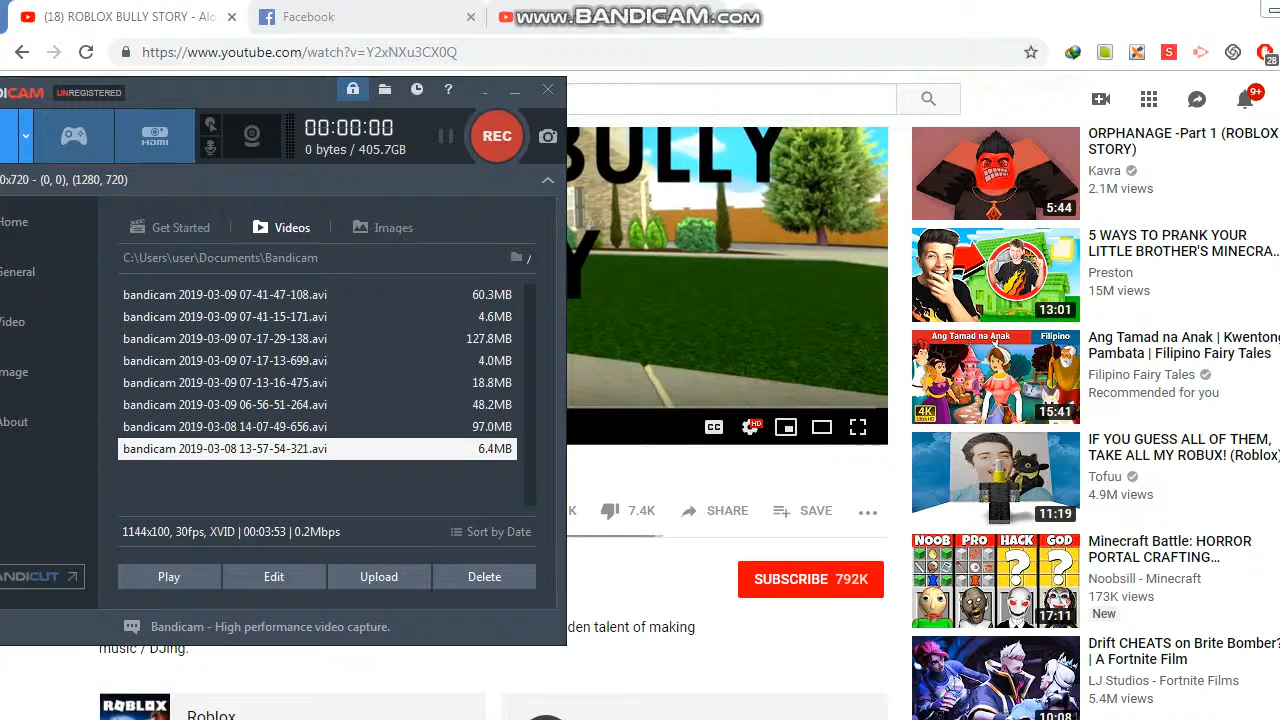 (18) ROBLOX BULLY STORY - Alo
Facebook
www.BANDICAM.com
https://www.youtube.com/watch?v=Y2xNXu3CX0Q
28
DICAM
UNREGISTERED
?
9+
HDMI
00:00:00
0 bytes / 405.7GB
REC
0x720 - (0, 0), (1280, 720)
Home
General
Video
Image
About
Get Started
Videos
Images
C:\Users\user\Documents\Bandicam
/
bandicam 2019-03-09 07-41-47-188.avi 60.3MB
bandicam 2019-03-09 07-41-15-171.avi 4.6MB
bandicam 2019-03-09 138.avi 127.8MB
bandicam 2019-03-09 07-17-13-699.avi 4.0MB
bandicam 2019-03-09 07-13-16-475.avi 18.8MB
bandicam 2019-03-09 264.avi 48.2MB
bandicam 2019-03-08 14-07-49-656.avi 97.0MB
bandicam 2019-03-08 13-57-54-321.avi 6.4MB
1144x100, 30fps, XVID | 00:03:53 | 0.2Mbps
Sort by Date
ANDICUT
Play
Edit
Upload
Delete
Bandicam - High performance video capture.
BULLY
Y
CC
HD
K
7.4K
SHARE
SAVE
SUBSCRIBE 792K
den talent of making
music / DJing.
ROBLOX
Roblox
ORPHANAGE -Part 1 (ROBLOX
STORY)
Kavra
2.1M views
5:44
5 WAYS TO PRANK YOUR
LITTLE BROTHER'S MINECRA...
Preston
15M views
13:01
Ang Tamad na Anak
Filipino
4K
15:41
Ang Tamad na Anak | Kwentong
Pambata | Filipino Fairy Tales
Filipino Fairy Tales
Recommended for you
IF YOU GUESS ALL OF THEM,
TAKE ALL MY ROBUX! (Roblox)
Tofuu
4.9M views
11:19
NOOB
PRO
HACK
GOD
17:11
Minecraft Battle: HORROR
PORTAL CRAFTING...
Noobsill - Minecraft
173K views
New
Drift CHEATS on Brite Bomber?
| A Fortnite Film
LJ Studios - Fortnite Films
5.4M views
10:08